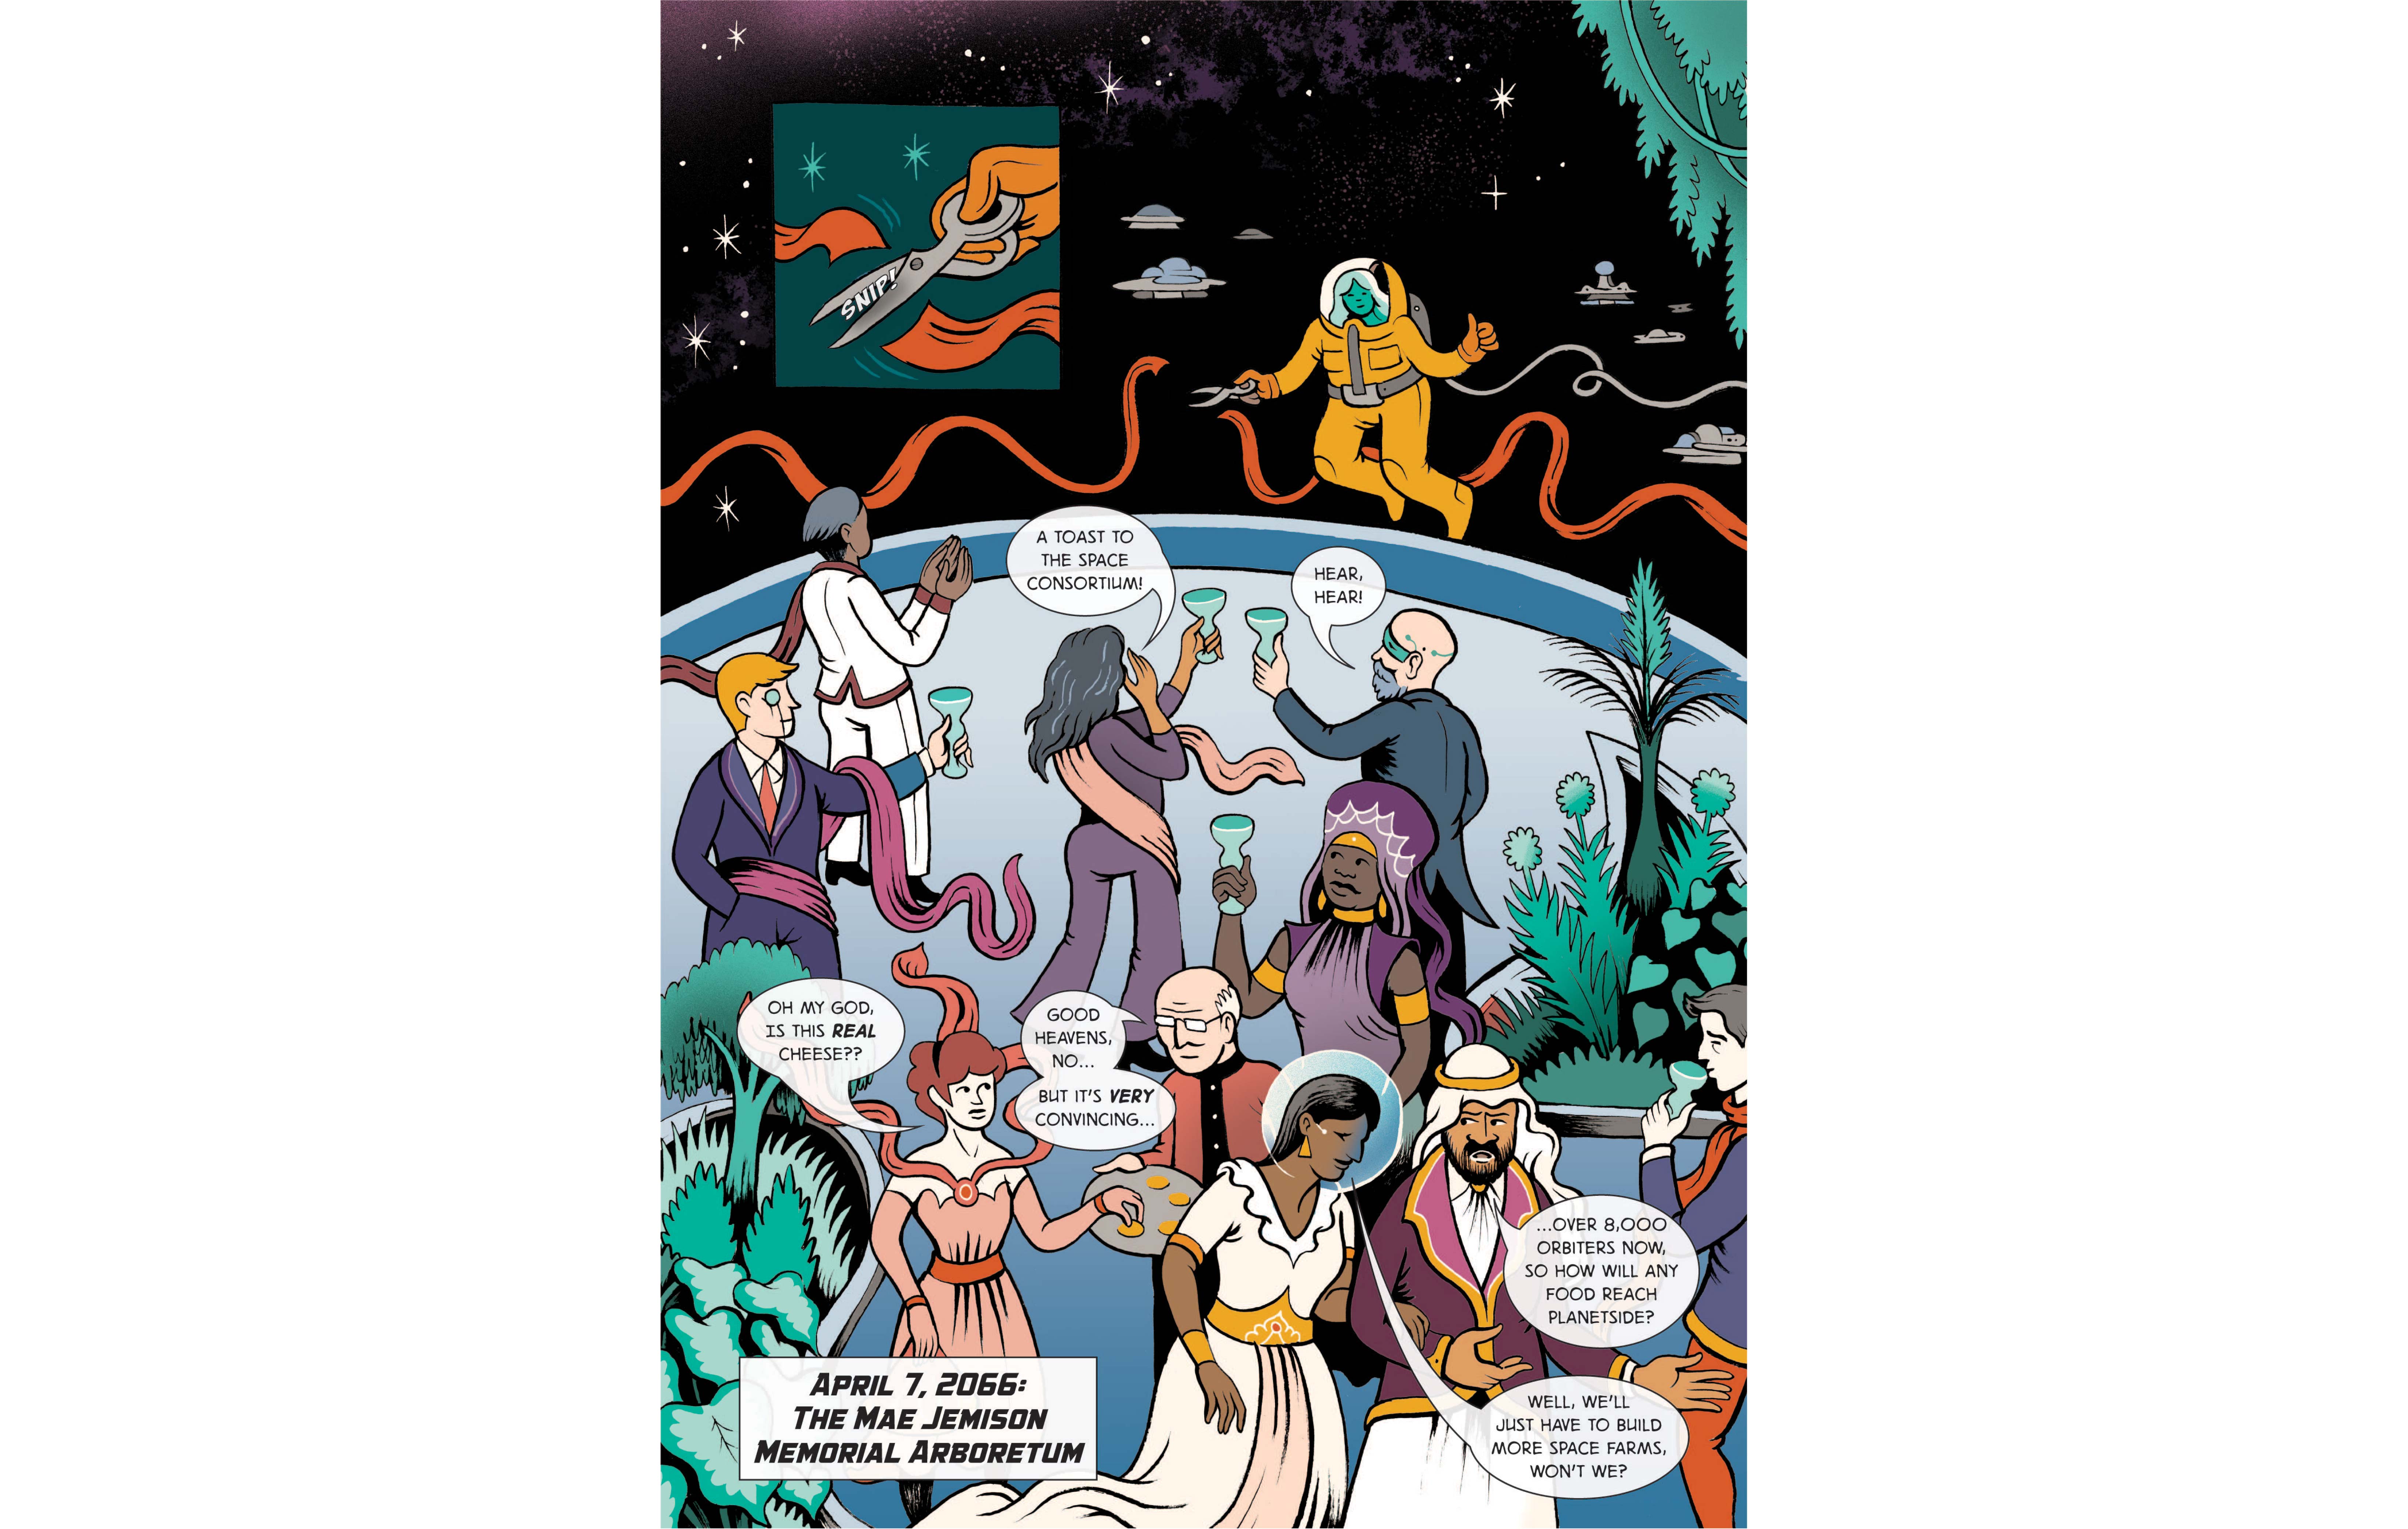 SNIP!
A TOAST TO
THE SPACE
CONSORTIUM!
HEAR,
HEAR!
OH MY GOD,
IS THIS REAL
CHEESE??
GOOD
HEAVENS,
NO...
BUT IT'S VERY
CONVINCING...
...OVER 8,000
ORBITERS NOW,
SO HOW WILL ANY
FOOD REACH
PLANETSIDE?
WELL, WE'LL
JUST HAVE TO BUILD
MORE SPACE FARMS,
WON'T WE?
APRIL 7, 2066:
THE MAE JEMISON
MEMORIAL ARBORETUM